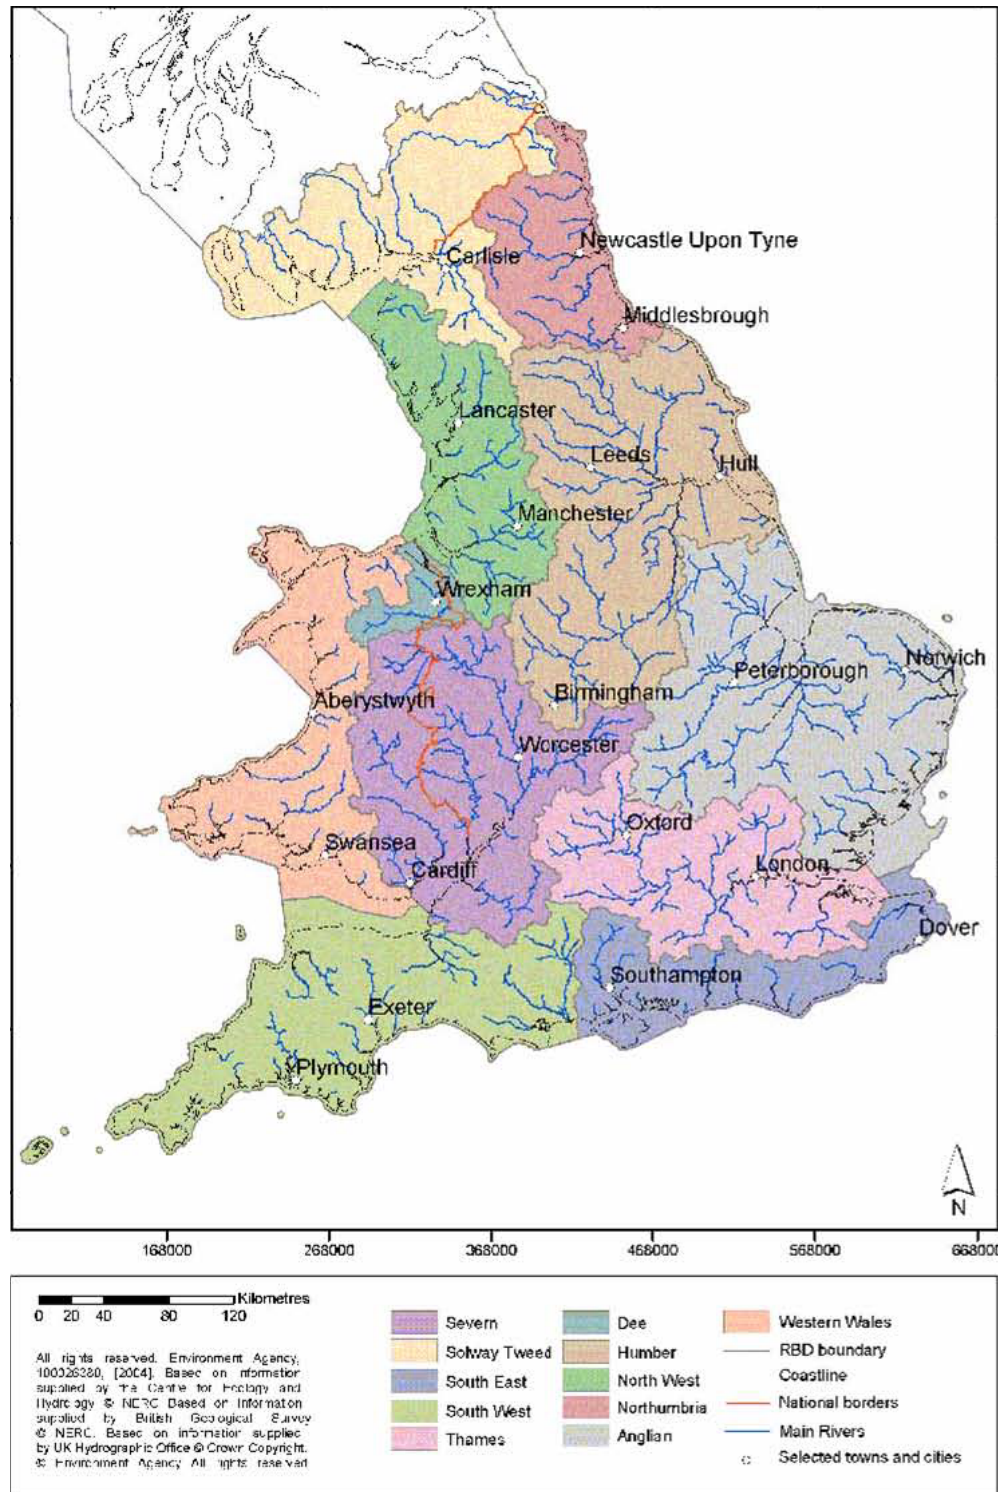 Newcastle Upon Tyne
Carlisle
Middlesbrough
Lancaster
Leeds
Hull
Manchester
Wrexham
Norwich
Peterborough
Birmingham
Aberystwyth
Worcester
Oxford
Swansea
London
Cardiff
Dover
Southampton
Exeter
Plymouth
N
168000 268000 368000 468000 568000 668000
Kilometres
0 20 40 80 120
All rights reserved. Environment Agency,
100026380, [2004]. Based on information
supplied by the Centre for Ecology and
Hydrology © NERC Based on Information
supplied by British Geological Survey
© NERC. Based on information supplied
by UK Hydrographic Office © Crown Copyright.
© Environment Agency All rights reserved
Severn
Solway Tweed
South East
South West
Thames
Dee
Humber
North West
Northumbria
Anglian
Western Wales
RBD boundary
Coastline
National borders
Main Rivers
Selected towns and cities